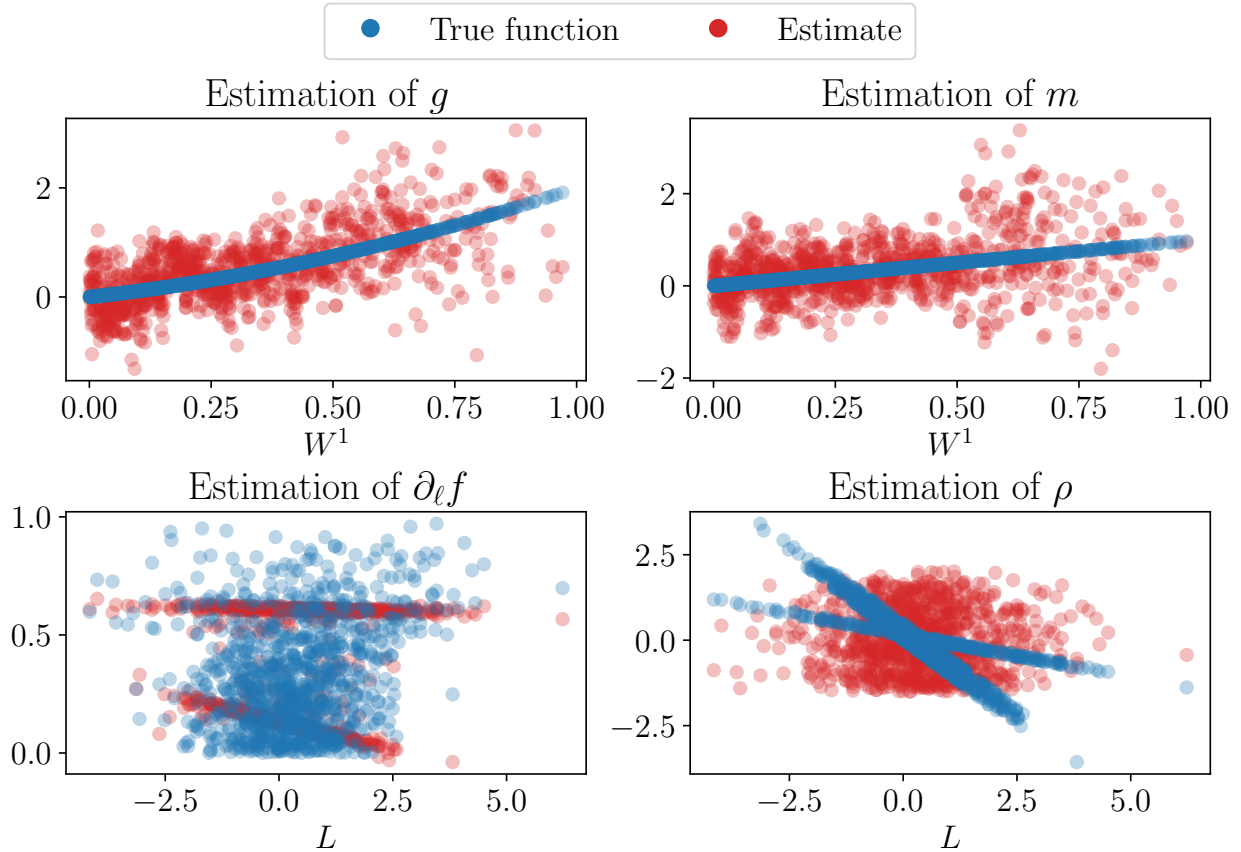 True function Estimate
Estimation of g Estimation of m
2 2
0 0
−2
0.00 0.25 0.50 0.75 1.00 0.00 0.25 0.50 0.75 1.00
W¹ W¹
Estimation of ∂ℓf Estimation of ρ
1.0
2.5
0.5
0.0
−2.5
0.0
−2.5 0.0 2.5 5.0 −2.5 0.0 2.5 5.0
L L